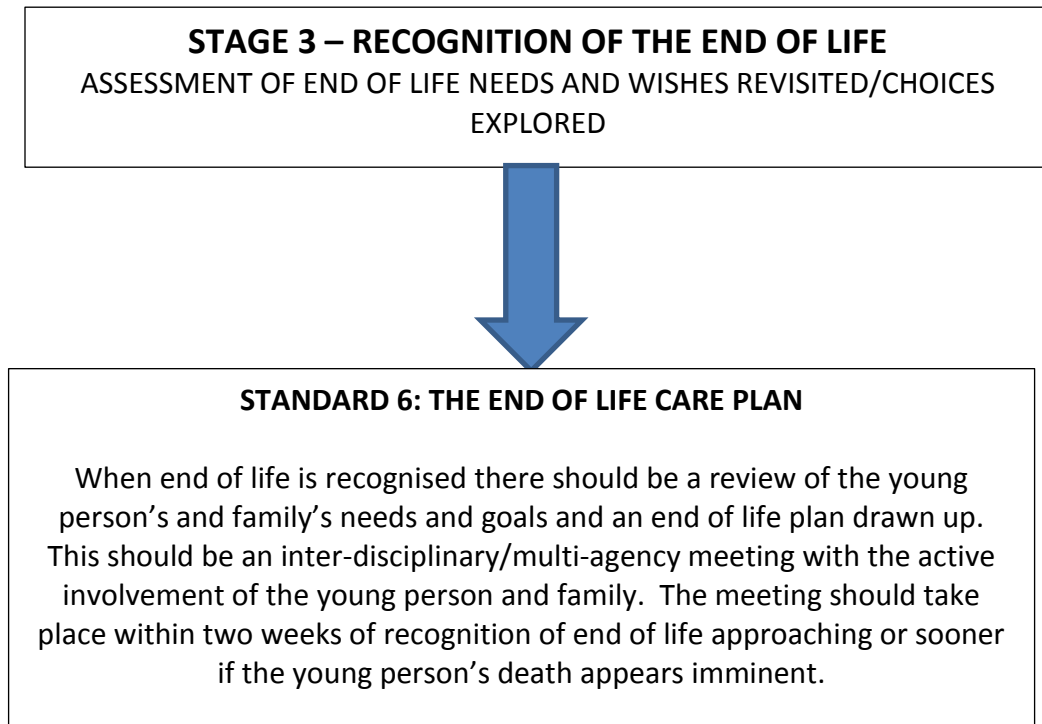 STAGE 3 – RECOGNITION OF THE END OF LIFE
ASSESSMENT OF END OF LIFE NEEDS AND WISHES REVISITED/CHOICES
EXPLORED
STANDARD 6: THE END OF LIFE CARE PLAN
When end of life is recognised there should be a review of the young
person’s and family’s needs and goals and an end of life plan drawn up.
This should be an inter-disciplinary/multi-agency meeting with the active
involvement of the young person and family.  The meeting should take
place within two weeks of recognition of end of life approaching or sooner
if the young person’s death appears imminent.